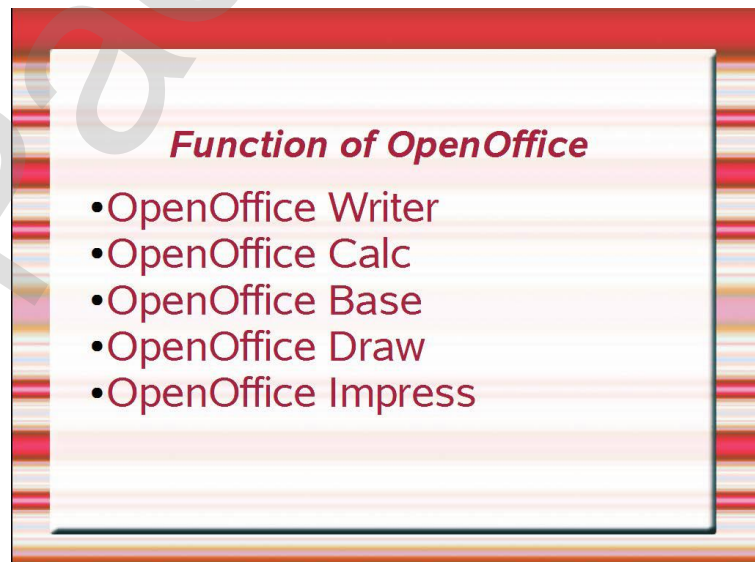 Function of OpenOffice
•OpenOffice Writer
•OpenOffice Calc
•OpenOffice Base
•OpenOffice Draw
•OpenOffice Impress